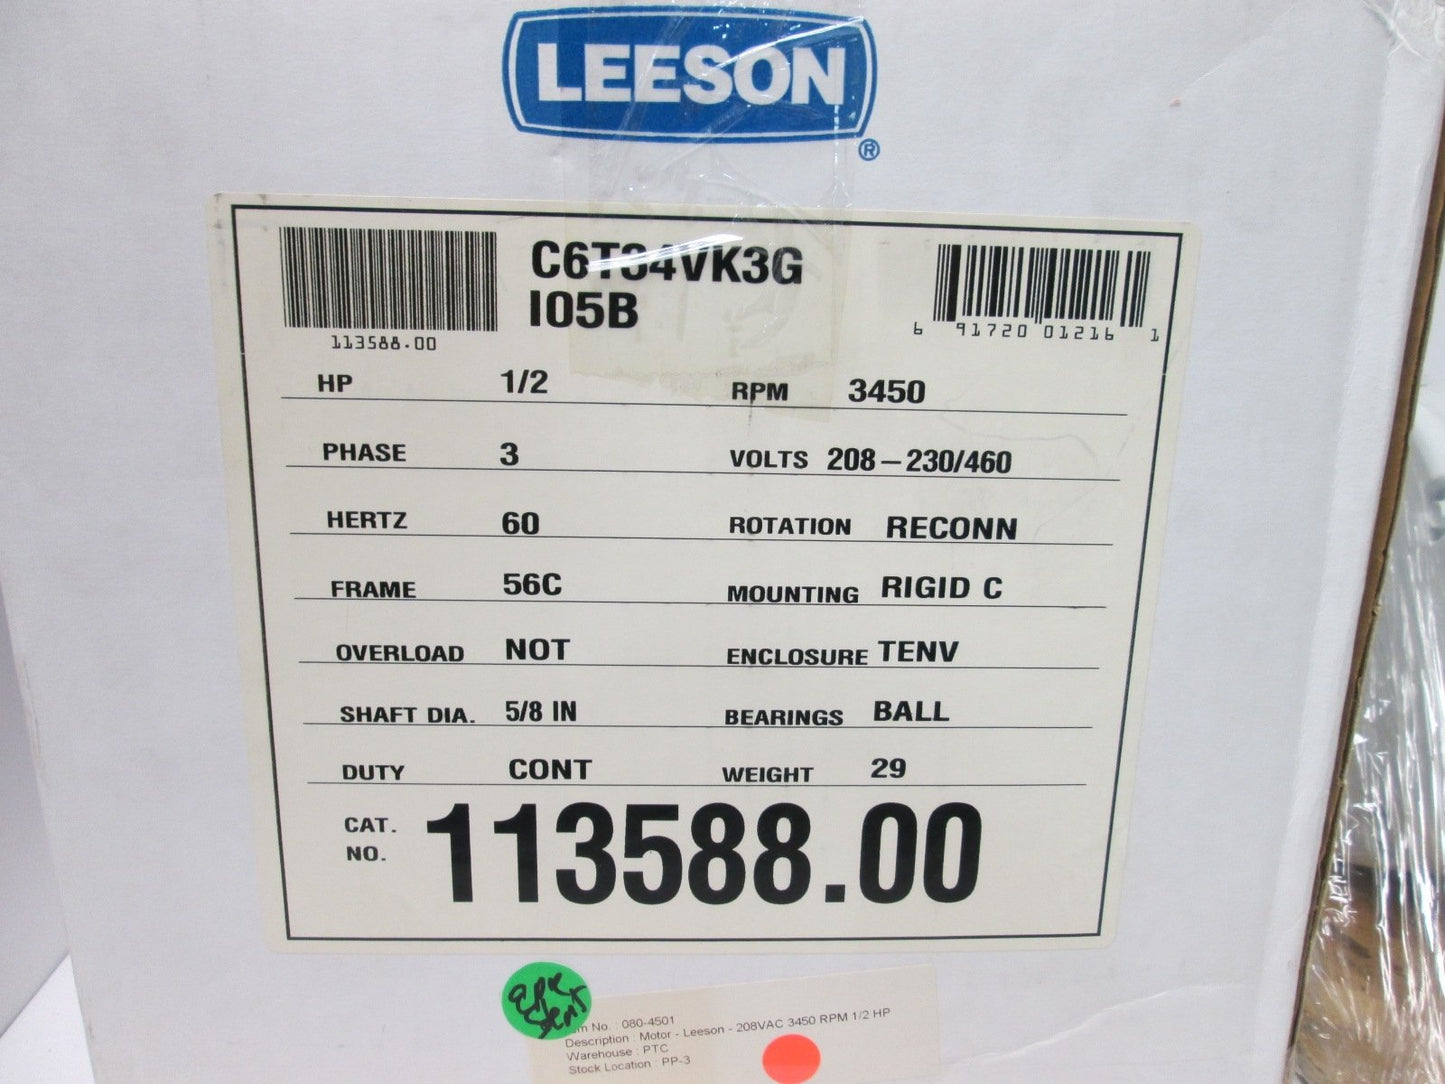 LEESON
®
C6T34VK3G
I05B
113588.00
6 91720 01216 1
HP 1/2 RPM 3450
PHASE 3 VOLTS 208-230/460
HERTZ 60 ROTATION RECONN
FRAME 56C MOUNTING RIGID C
OVERLOAD NOT ENCLOSURE TENV
SHAFT DIA. 5/8 IN BEARINGS BALL
DUTY CONT WEIGHT 29
CAT.
NO. 113588.00
No. : 080-4501
Description : Motor - Leeson - 208VAC 3450 RPM 1/2 HP
Warehouse : PTC
Stock Location : PP-3